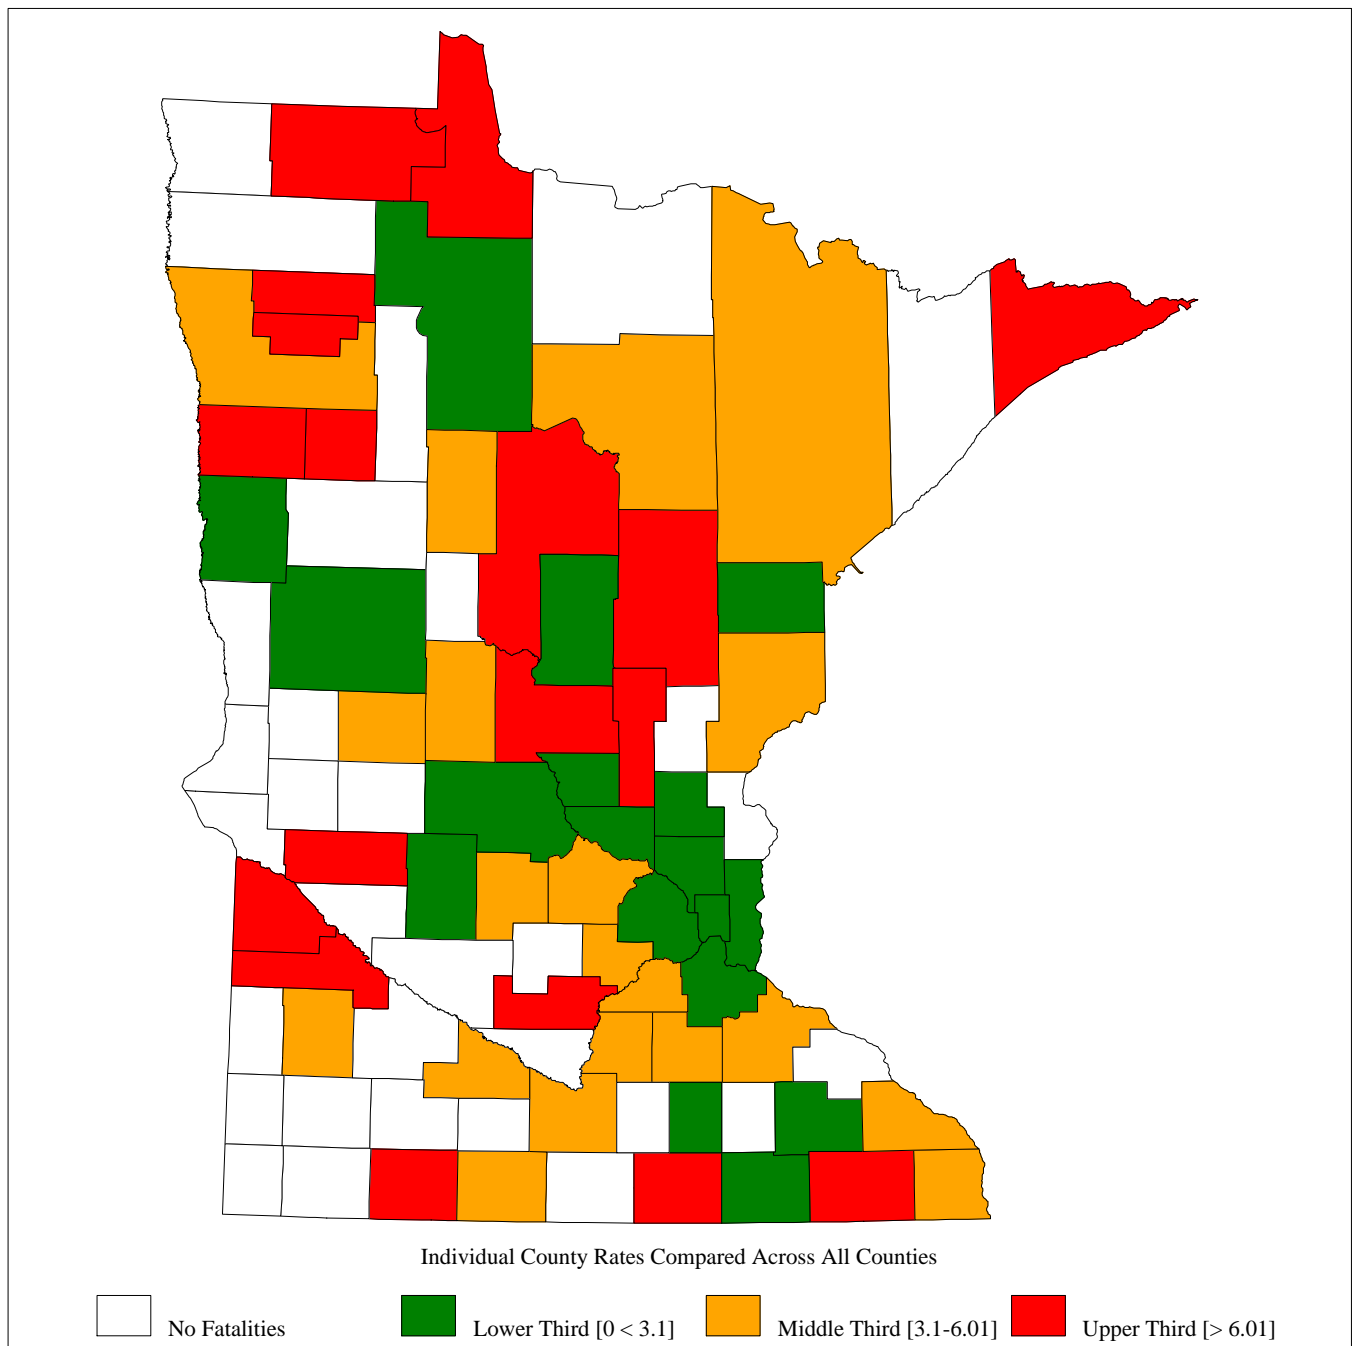 Individual County Rates Compared Across All Counties
No Fatalities
Lower Third [0 < 3.1]
Middle Third [3.1-6.01]
Upper Third [> 6.01]